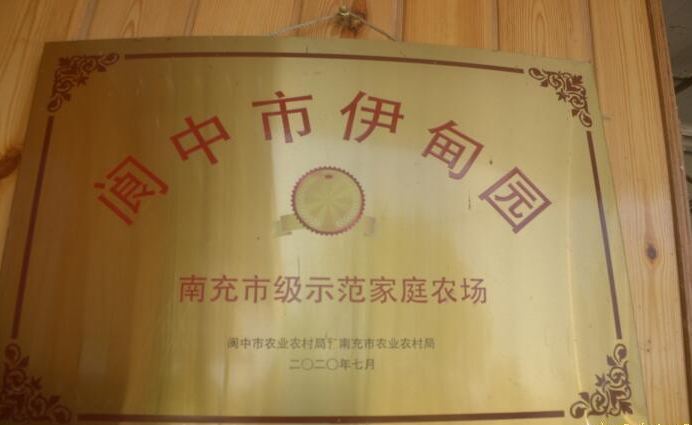 阆中市伊甸园
南充市级示范家庭农场
阆中市农业农村局 南充市农业农村局
二〇二〇年七月